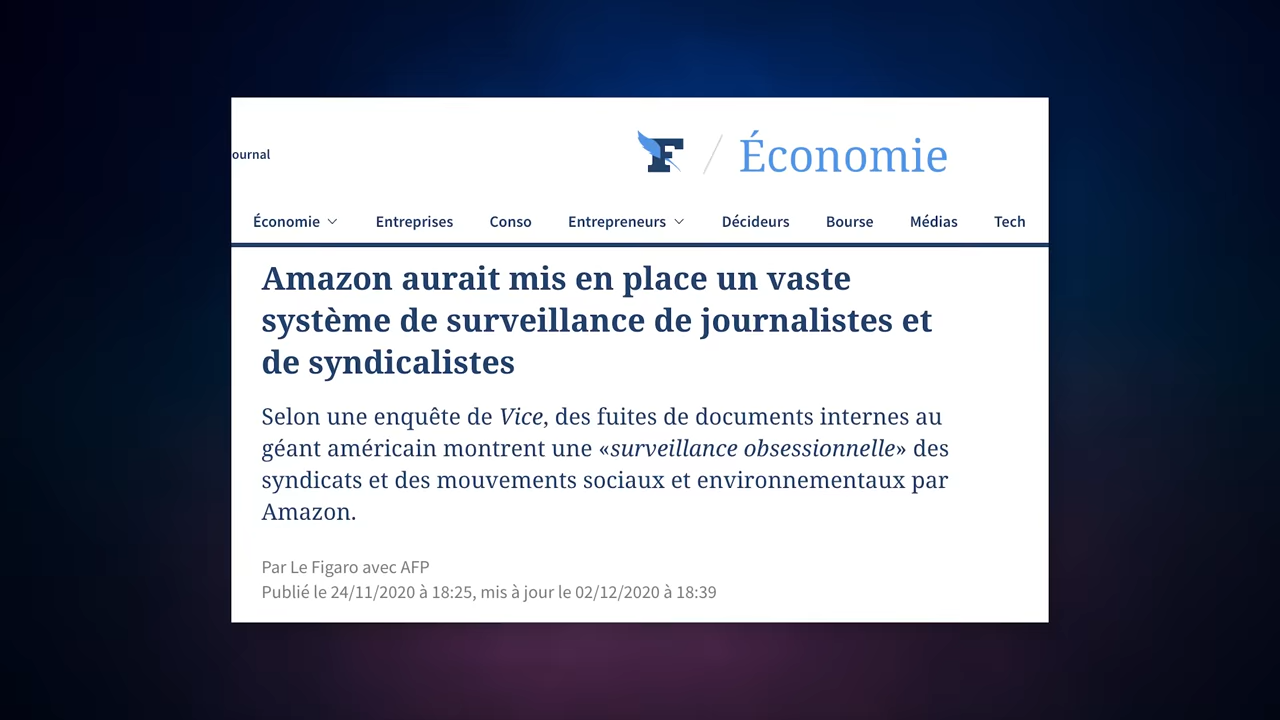 ournal
F / Économie
Économie Entreprises Conso Entrepreneurs Décideurs Bourse Médias Tech
Amazon aurait mis en place un vaste
système de surveillance de journalistes et
de syndicalistes
Selon une enquête de Vice, des fuites de documents internes au
géant américain montrent une «surveillance obsessionnelle» des
syndicats et des mouvements sociaux et environnementaux par
Amazon.
Par Le Figaro avec AFP
Publié le 24/11/2020 à 18:25, mis à jour le 02/12/2020 à 18:39